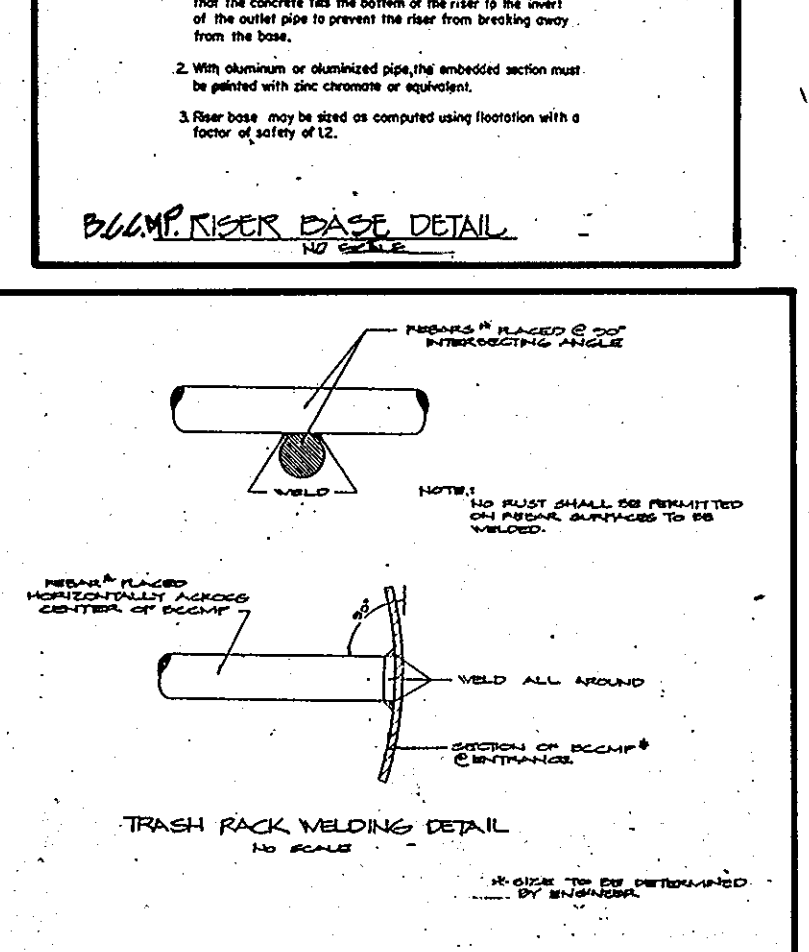 that the concrete fills the bottom of the riser to the invert
of the outlet pipe to prevent the riser from breaking away
from the base.
2. With aluminum or aluminized pipe, the embedded section must
be painted with zinc chromate or equivalent.
3. Riser base may be sized as computed using floatation with a
factor of safety of 1.2.
B.C.C.M.P. RISER BASE DETAIL
NO SCALE
REBARS * PLACED @ 90°
INTERSECTING ANGLE
WELD
NOTE:
NO RUST SHALL BE PERMITTED
ON REBAR SURFACES TO BE
WELDED.
REBAR * PLACED
HORIZONTALLY ACROSS
CENTER OF BCCMP
90°
WELD ALL AROUND
SECTION OF BCCMP *
@ ENTRANCE
TRASH RACK WELDING DETAIL
NO SCALE
* SIZE TO BE DETERMINED
BY ENGINEER